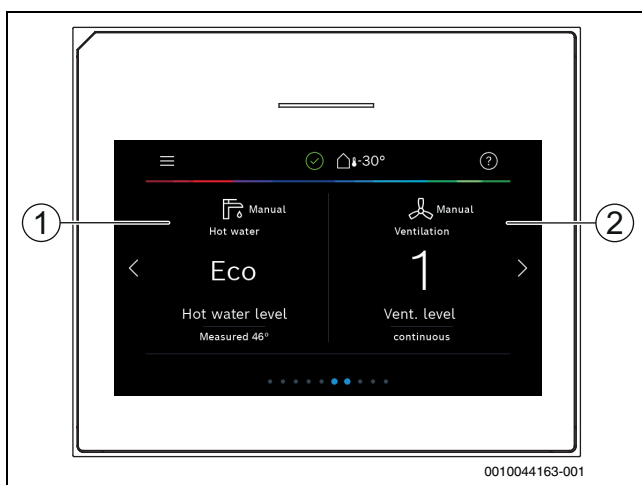 -30°
?
Manual
Hot water
Manual
Ventilation
1
2
Eco
1
Hot water level
Vent. level
Measured 46°
continuous
0010044163-001